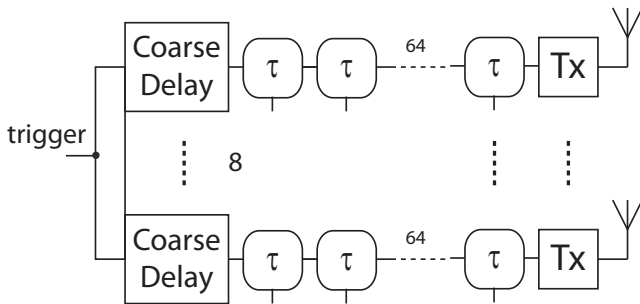 Coarse
Delay
τ
τ
64
τ
Tx
trigger
8
Coarse
Delay
τ
τ
64
τ
Tx